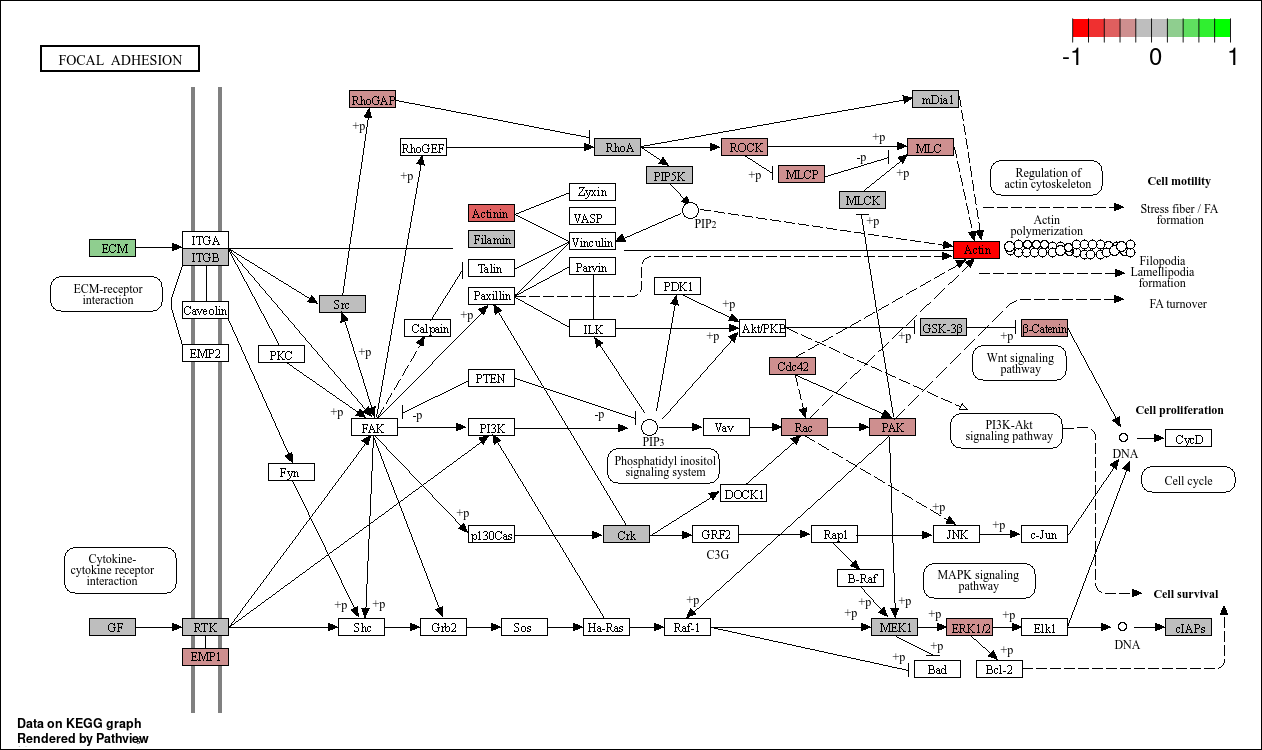 FOCAL ADHESION
-1 0 1
RhoGAP
mDia1
+p
RhoGEF
RhoA
ROCK
+p
MLC
-p
+p
MLCP
+p
PIP5K
+p
MLCK
+p
Regulation of
actin cytoskeleton
Cell motility
Zyxin
Actinin
VASP
PIP2
Stress fiber / FA
formation
Actin
polymerization
ITGA
ECM
ITGB
Filamin
Vinculin
Actin
Talin
Parvin
Filopodia
Lamellipodia
formation
ECM-receptor
interaction
PDK1
Paxillin
Src
Caveolin
+p
FA turnover
+p
Calpain
ILK
+p
Akt/PKB
GSK-3β
+p
+p
β-Catenin
EMP2
PKC
+p
Wnt signaling
pathway
Cdc42
PTEN
+p
-p
-p
Cell proliferation
FAK
PI3K
PIP3
Vav
Rac
PAK
PI3K-Akt
signaling pathway
CycD
DNA
Phosphatidyl inositol
signaling system
Fyn
Cell cycle
DOCK1
+p
+p
p130Cas
Crk
GRF2
Rap1
JNK
+p
c-Jun
C3G
Cytokine-
cytokine receptor
interaction
B-Raf
MAPK signaling
pathway
Cell survival
+p
+p
+p
+p
+p
+p
+p
+p
GF
RTK
Shc
Grb2
Sos
Ha-Ras
Raf-1
MEK1
ERK1/2
Elk1
DNA
cIAPs
EMP1
+p
+p
+p
Bad
Bcl-2
Data on KEGG graph
Rendered by Pathview